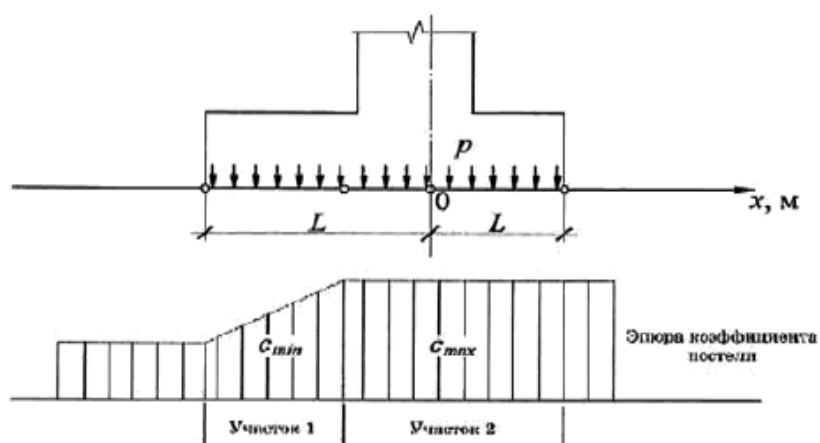 p
0
x, м
L
L
c_min
c_max
Эпюра коэффициента
постели
Участок 1
Участок 2